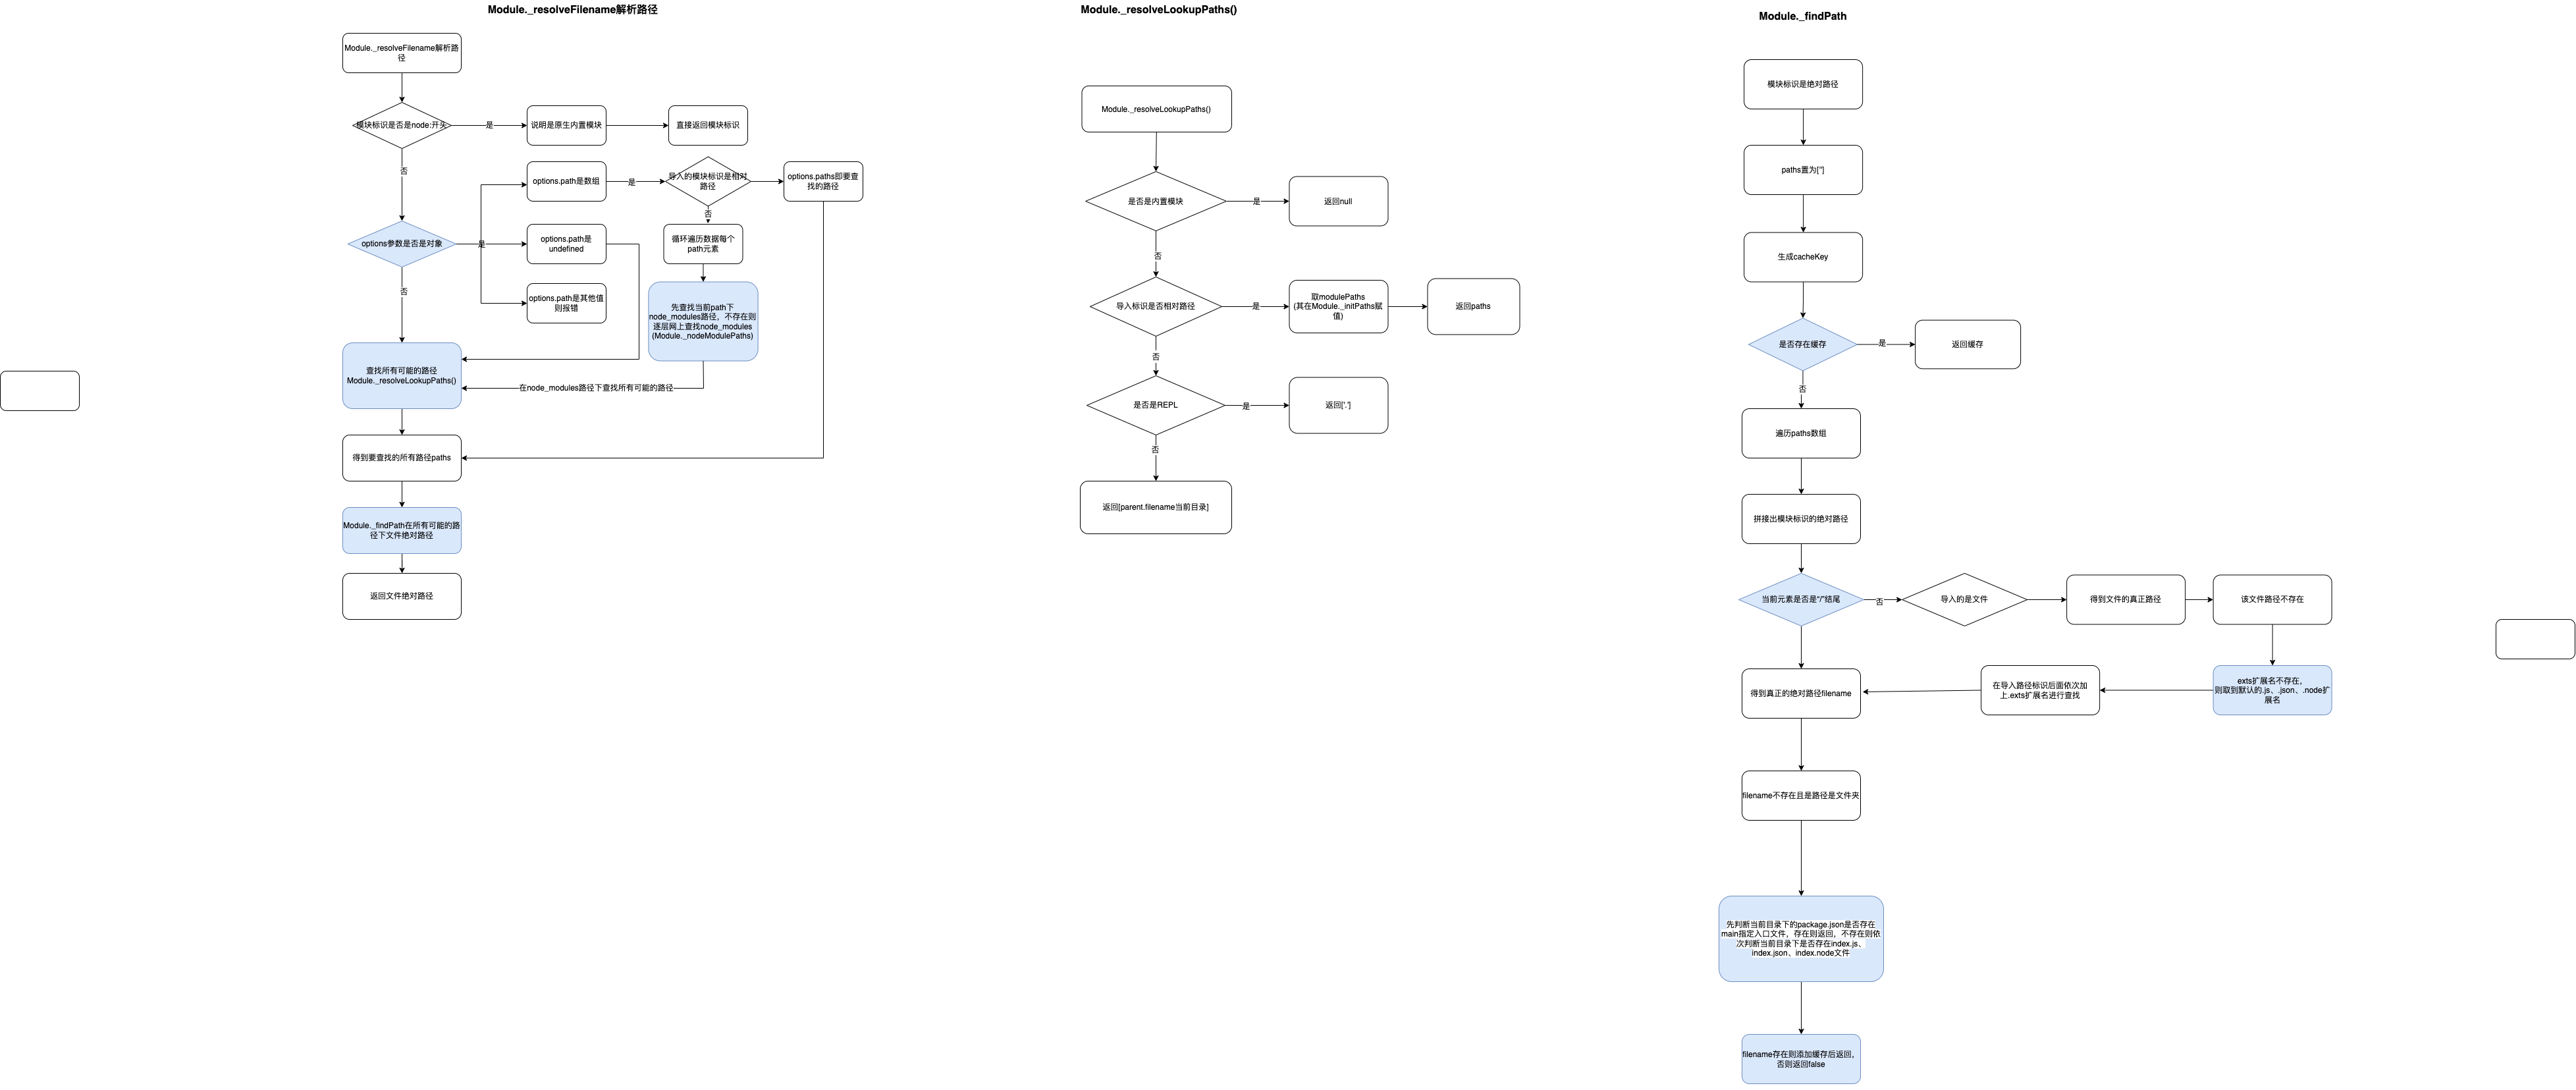 Module._resolveFilename解析路径
Module._resolveFilename解析路
径
模块标识是否是node:开头
是
说明是原生内置模块
直接返回模块标识
否
options.path是数组
是
导入的模块标识是相对
路径
options.paths即要查
找的路径
否
options参数是否是对象
是
options.path是
undefined
循环遍历数据每个
path元素
options.path是其他值
则报错
否
先查找当前path下
node_modules路径，不存在则
逐层网上查找node_modules
(Module._nodeModulePaths)
查找所有可能的路径
Module._resolveLookupPaths()
在node_modules路径下查找所有可能的路径
得到要查找的所有路径paths
Module._findPath在所有可能的路
径下文件绝对路径
返回文件绝对路径
Module._resolveLookupPaths()
Module._resolveLookupPaths()
是否是内置模块
是
返回null
否
导入标识是否相对路径
是
取modulePaths
(其在Module._initPaths赋
值)
返回paths
否
是否是REPL
是
返回['.']
否
返回[parent.filename当前目录]
Module._findPath
模块标识是绝对路径
paths置为['']
生成cacheKey
是否存在缓存
是
返回缓存
否
遍历paths数组
拼接出模块标识的绝对路径
当前元素是否是"/"结尾
否
导入的是文件
得到文件的真正路径
该文件路径不存在
exts扩展名不存在，
则取到默认的.js、.json、.node扩
展名
在导入路径标识后面依次加
上.exts扩展名进行查找
得到真正的绝对路径filename
filename不存在且是路径是文件夹
先判断当前目录下的package.json是否存在
main指定入口文件，存在则返回，不存在则依
次判断当前目录下是否存在index.js、
index.json、index.node文件
filename存在则添加缓存后返回，
否则返回false